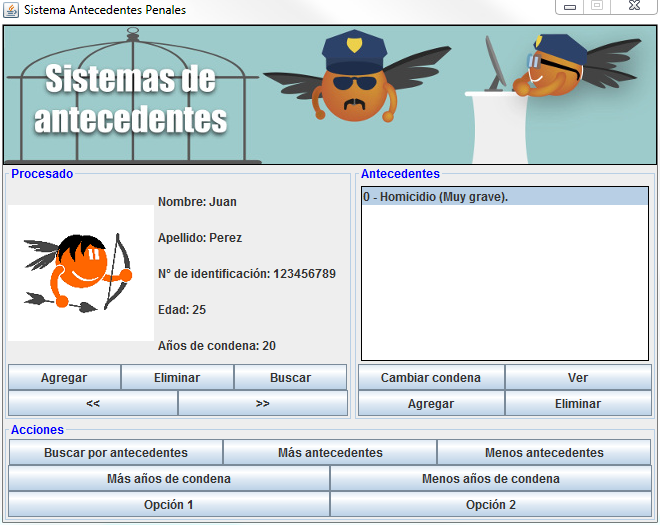 Sistema Antecedentes Penales
Sistemas de
antecedentes
Procesado
Nombre: Juan
Apellido: Perez
N° de identificación: 123456789
Edad: 25
Años de condena: 20
Agregar Eliminar Buscar
<< >>
Antecedentes
0 - Homicidio (Muy grave).
Cambiar condena Ver
Agregar Eliminar
Acciones
Buscar por antecedentes Más antecedentes Menos antecedentes
Más años de condena Menos años de condena
Opción 1 Opción 2